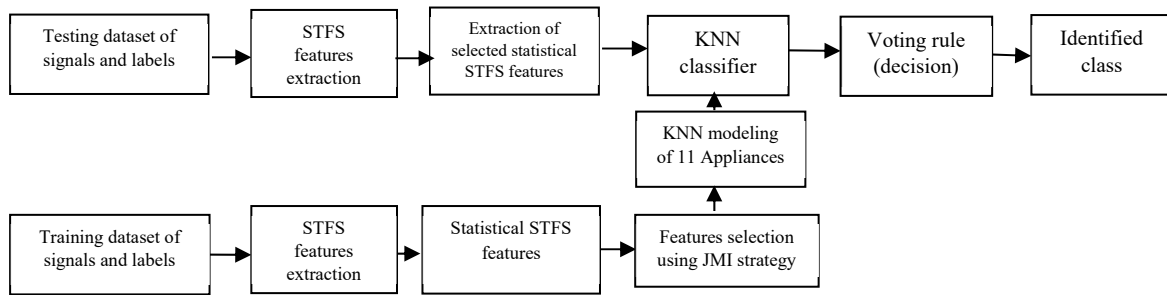 Testing dataset of
signals and labels
STFS
features
extraction
Extraction of
selected statistical
STFS features
KNN
classifier
Voting rule
(decision)
Identified
class
KNN modeling
of 11 Appliances
Training dataset of
signals and labels
STFS
features
extraction
Statistical STFS
features
Features selection
using JMI strategy